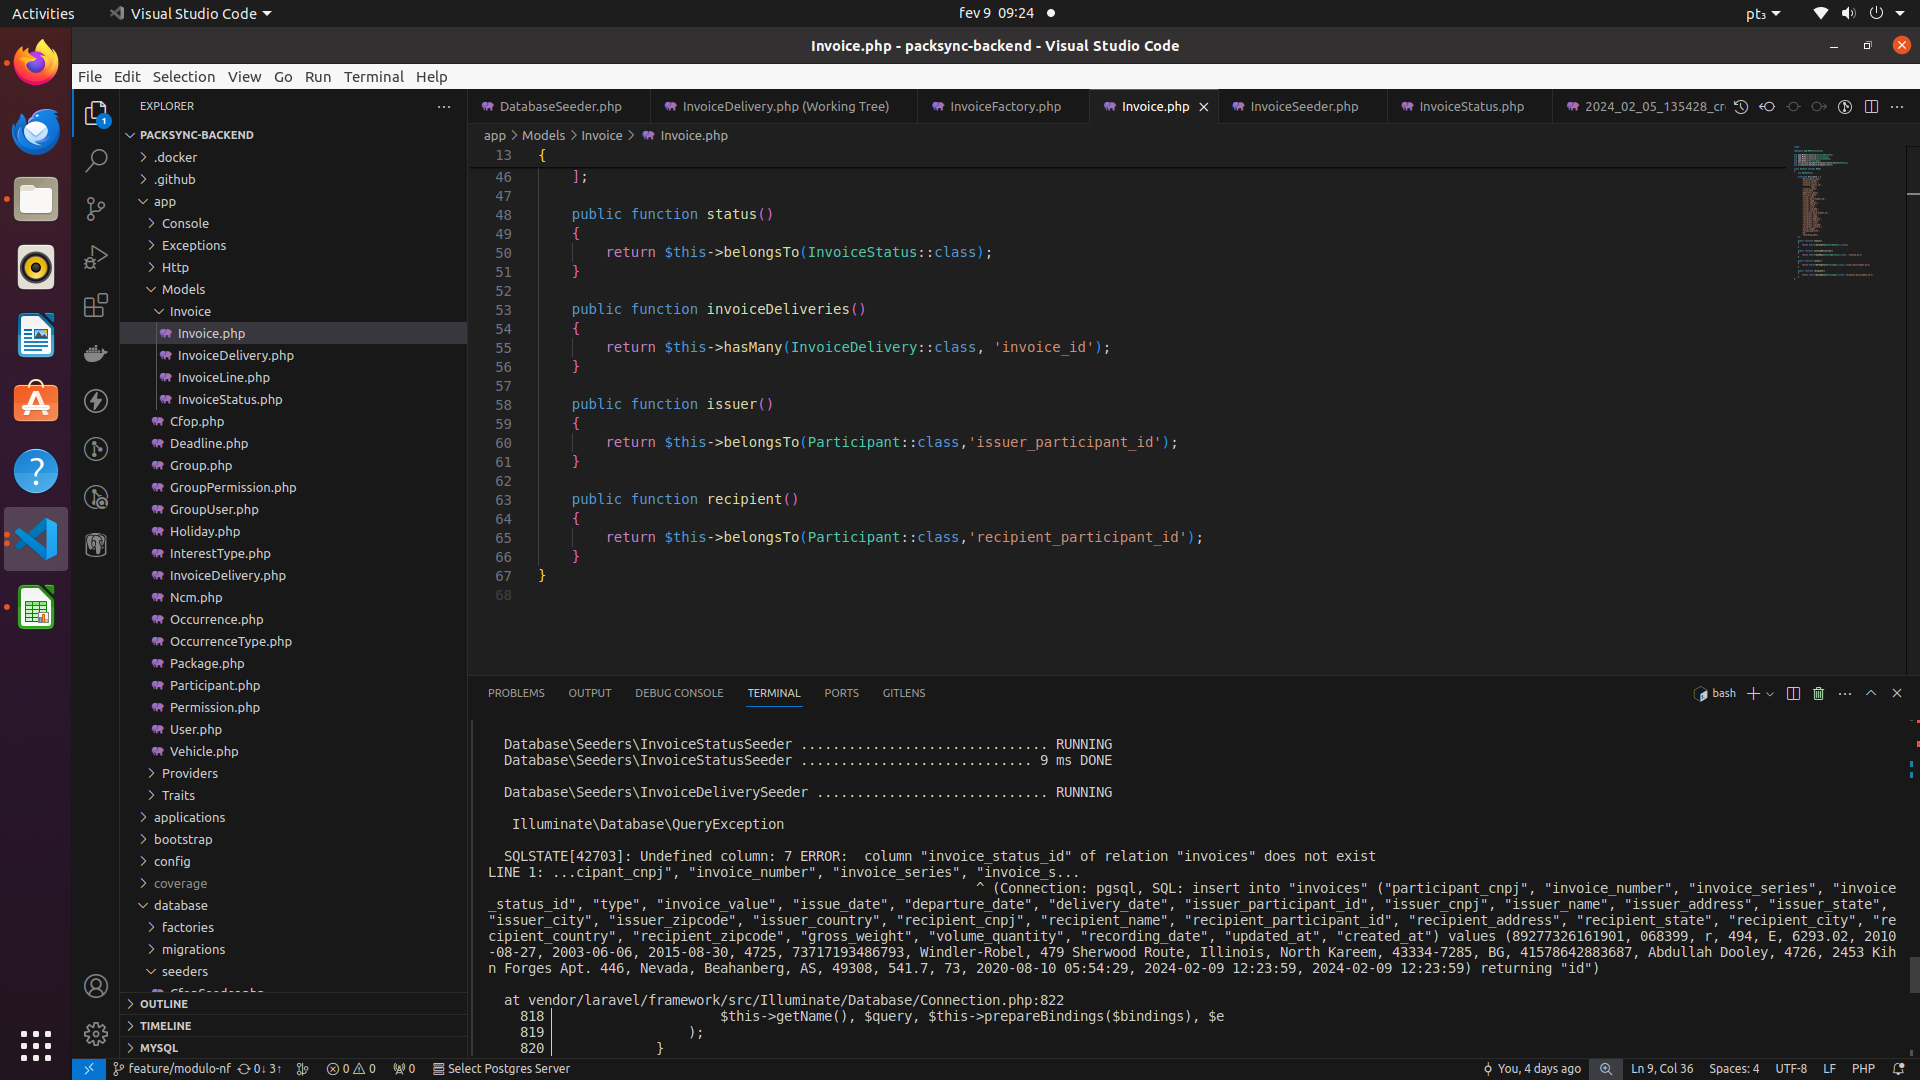 Activities
Visual Studio Code
fev 9 09:24
pt₃
Invoice.php - packsync-backend - Visual Studio Code
File Edit Selection View Go Run Terminal Help
EXPLORER
DatabaseSeeder.php
InvoiceDelivery.php (Working Tree)
InvoiceFactory.php
Invoice.php
InvoiceSeeder.php
InvoiceStatus.php
2024_02_05_135428_cr
1
PACKSYNC-BACKEND
.docker
.github
app
Console
Exceptions
Http
Models
Invoice
Invoice.php
InvoiceDelivery.php
InvoiceLine.php
InvoiceStatus.php
Cfop.php
Deadline.php
Group.php
GroupPermission.php
GroupUser.php
Holiday.php
InterestType.php
InvoiceDelivery.php
Ncm.php
Occurrence.php
OccurrenceType.php
Package.php
Participant.php
Permission.php
User.php
Vehicle.php
Providers
Traits
applications
bootstrap
config
coverage
database
factories
migrations
seeders
CfopSeeder.php
OUTLINE
TIMELINE
MYSQL
app > Models > Invoice > Invoice.php
13 {
46 ];
47
48 public function status()
49 {
50 return $this->belongsTo(InvoiceStatus::class);
51 }
52
53 public function invoiceDeliveries()
54 {
55 return $this->hasMany(InvoiceDelivery::class, 'invoice_id');
56 }
57
58 public function issuer()
59 {
60 return $this->belongsTo(Participant::class,'issuer_participant_id');
61 }
62
63 public function recipient()
64 {
65 return $this->belongsTo(Participant::class,'recipient_participant_id');
66 }
67 }
68
PROBLEMS OUTPUT DEBUG CONSOLE TERMINAL PORTS GITLENS
bash
Database\Seeders\InvoiceStatusSeeder ............................... RUNNING
Database\Seeders\InvoiceStatusSeeder ............................. 9 ms DONE
Database\Seeders\InvoiceDeliverySeeder ............................. RUNNING
Illuminate\Database\QueryException
SQLSTATE[42703]: Undefined column: 7 ERROR:  column "invoice_status_id" of relation "invoices" does not exist
LINE 1: ...cipant_cnpj", "invoice_number", "invoice_series", "invoice_s...
^ (Connection: pgsql, SQL: insert into "invoices" ("participant_cnpj", "invoice_number", "invoice_series", "invoice
_status_id", "type", "invoice_value", "issue_date", "departure_date", "delivery_date", "issuer_participant_id", "issuer_cnpj", "issuer_name", "issuer_address", "issuer_state",
"issuer_city", "issuer_zipcode", "issuer_country", "recipient_cnpj", "recipient_name", "recipient_participant_id", "recipient_address", "recipient_state", "recipient_city", "re
cipient_country", "recipient_zipcode", "gross_weight", "volume_quantity", "recording_date", "updated_at", "created_at") values (89277326161901, 068399, r, 494, E, 6293.02, 2010
-08-27, 2003-06-06, 2015-08-30, 4725, 73717193486793, Windler-Robel, 479 Sherwood Route, Illinois, North Kareem, 43334-7285, BG, 41578642883687, Abdullah Dooley, 4726, 2453 Kih
n Forges Apt. 446, Nevada, Beahanberg, AS, 49308, 541.7, 73, 2020-08-10 05:54:29, 2024-02-09 12:23:59, 2024-02-09 12:23:59) returning "id")
at vendor/laravel/framework/src/Illuminate/Database/Connection.php:822
818 $this->getName(), $query, $this->prepareBindings($bindings), $e
819 );
820 }
feature/modulo-nf 0↓ 3↑ 0 0 0 Select Postgres Server
You, 4 days ago Ln 9, Col 36 Spaces: 4 UTF-8 LF PHP